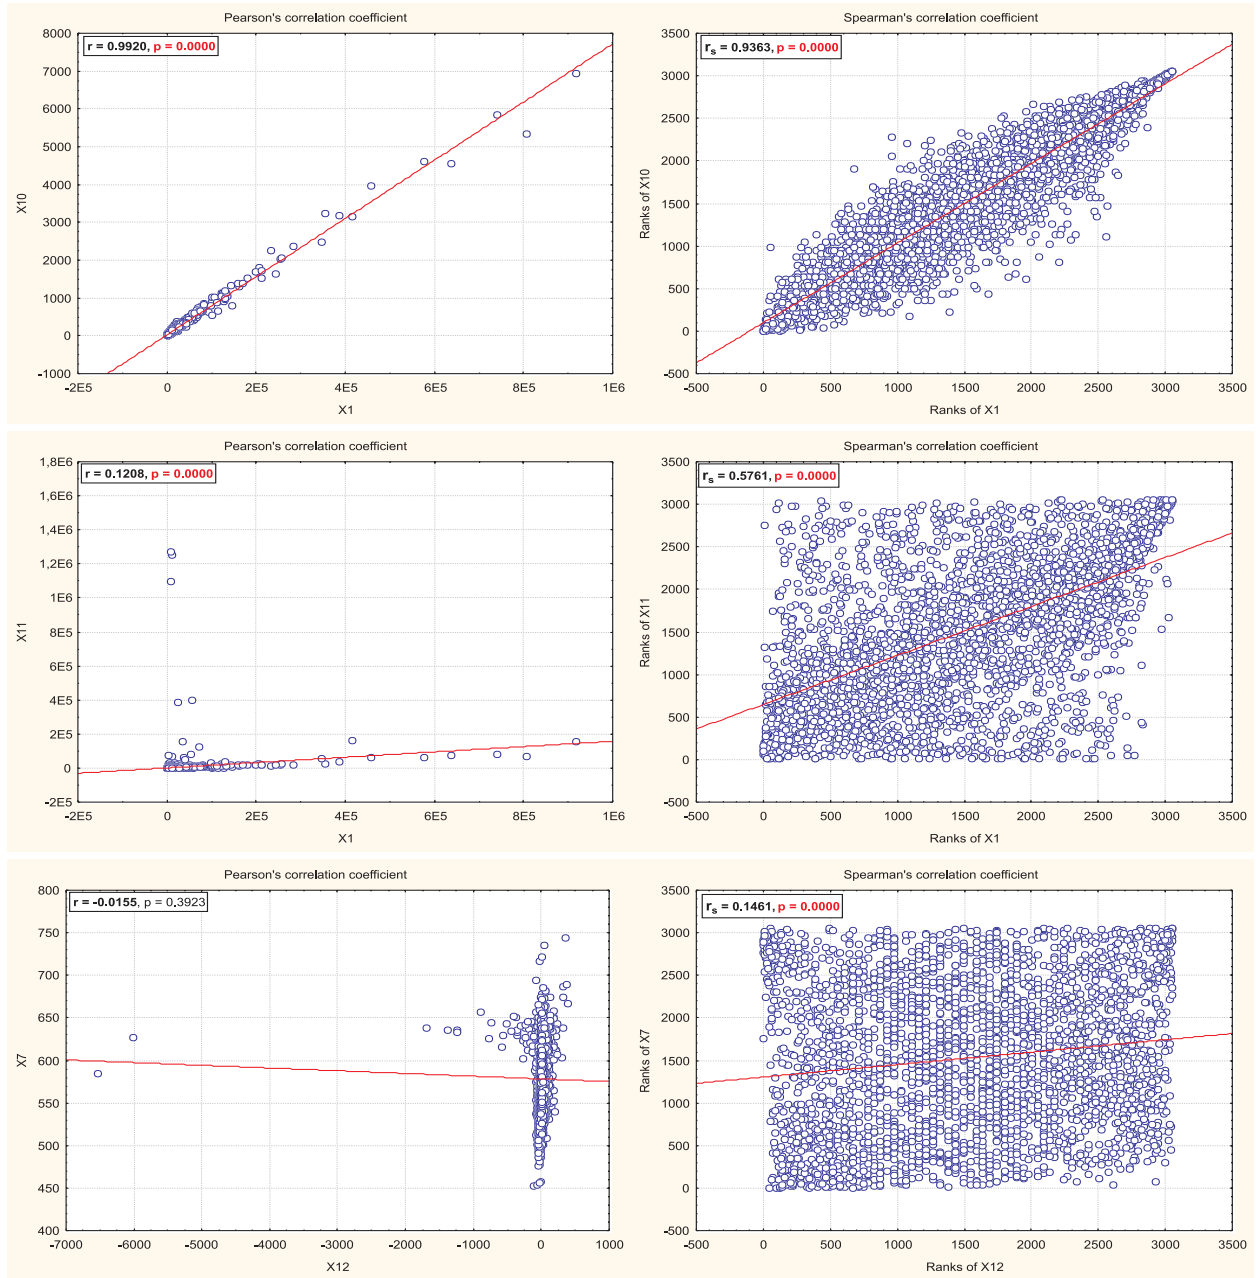 Pearson's correlation coefficient
r = 0.9920, p = 0.0000
8000
7000
6000
5000
4000
3000
2000
1000
0
-1000
X10
-2E5 0 2E5 4E5 6E5 8E5 1E6
X1
Spearman's correlation coefficient
rs = 0.9363, p = 0.0000
3500
3000
2500
2000
1500
1000
500
0
-500
Ranks of X10
-500 0 500 1000 1500 2000 2500 3000 3500
Ranks of X1
Pearson's correlation coefficient
r = 0.1208, p = 0.0000
1,8E6
1,6E6
1,4E6
1,2E6
1E6
8E5
6E5
4E5
2E5
0
-2E5
X11
-2E5 0 2E5 4E5 6E5 8E5 1E6
X1
Spearman's correlation coefficient
rs = 0.5761, p = 0.0000
3500
3000
2500
2000
1500
1000
500
0
-500
Ranks of X11
-500 0 500 1000 1500 2000 2500 3000 3500
Ranks of X1
Pearson's correlation coefficient
r = -0.0155, p = 0.3923
800
750
700
650
600
550
500
450
400
X7
-7000 -6000 -5000 -4000 -3000 -2000 -1000 0 1000
X12
Spearman's correlation coefficient
rs = 0.1461, p = 0.0000
3500
3000
2500
2000
1500
1000
500
0
-500
Ranks of X7
-500 0 500 1000 1500 2000 2500 3000 3500
Ranks of X12